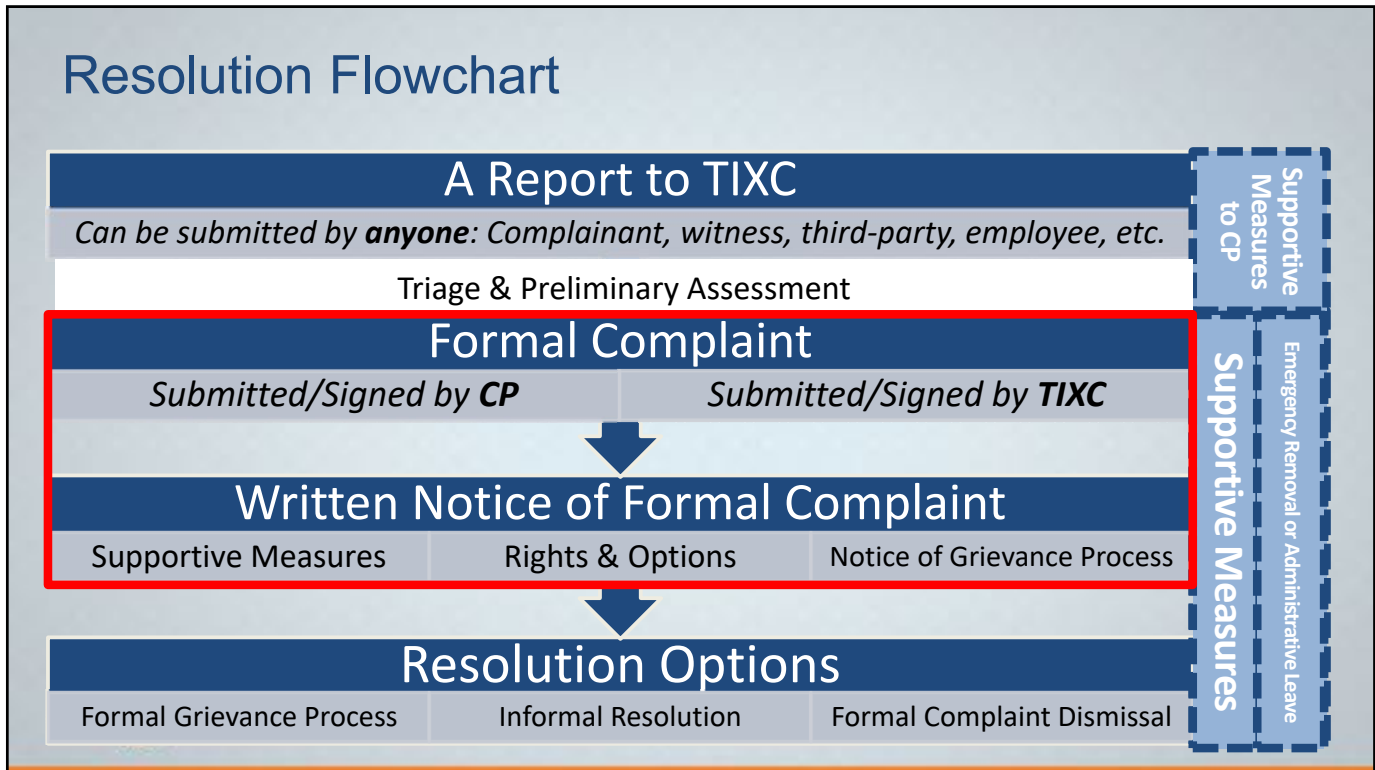 Resolution Flowchart
A Report to TIXC
Can be submitted by anyone: Complainant, witness, third-party, employee, etc.
Triage & Preliminary Assessment
Formal Complaint
Submitted/Signed by CP
Submitted/Signed by TIXC
Written Notice of Formal Complaint
Supportive Measures
Rights & Options
Notice of Grievance Process
Resolution Options
Formal Grievance Process
Informal Resolution
Formal Complaint Dismissal
Supportive
Measures
to CP
Supportive Measures
Emergency Removal or Administrative Leave